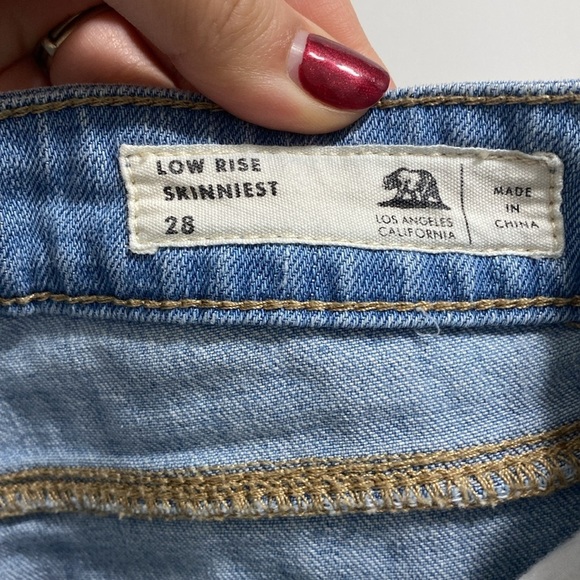 LOW RISE
SKINNIEST
28
LOS ANGELES
CALIFORNIA
MADE
IN
CHINA